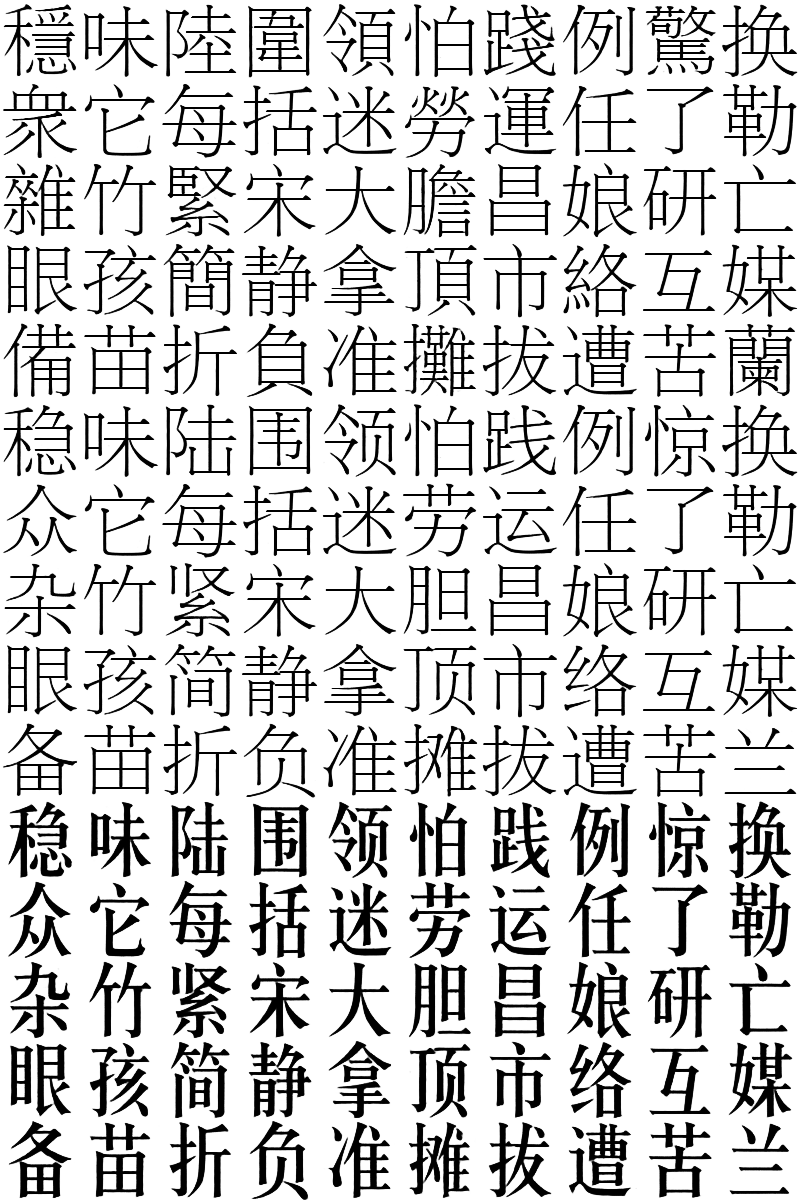 穩味陸圍領怕踐例驚换
衆它每括迷勞運任了勒
雜竹緊宋大膽昌娘研亡
眼孩簡静拿頂市絡互媒
備苗折負准攤拔遭苦蘭
稳味陆围领怕践例惊换
众它每括迷劳运任了勒
杂竹紧宋大胆昌娘研亡
眼孩简静拿顶市络互媒
备苗折负准摊拔遭苦兰
稳味陆围领怕践例惊换
众它每括迷劳运任了勒
杂竹紧宋大胆昌娘研亡
眼孩简静拿顶市络互媒
备苗折负准摊拔遭苦兰